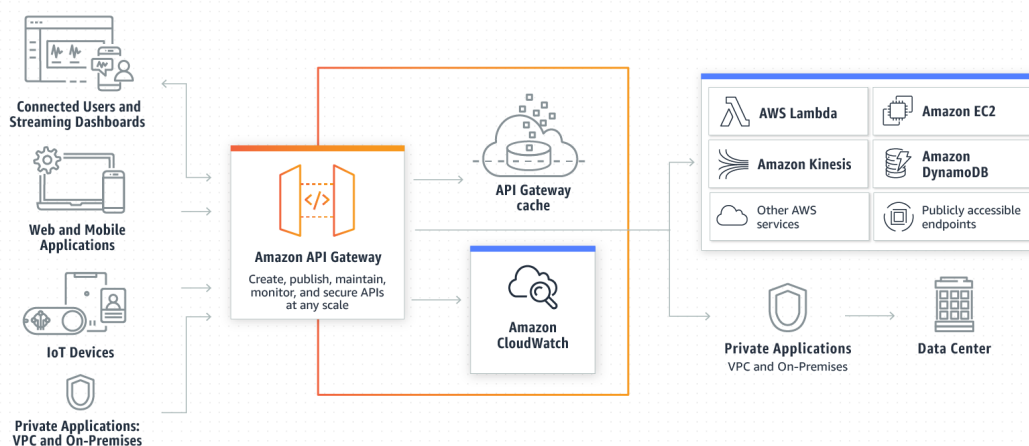 Connected Users and
Streaming Dashboards
Web and Mobile
Applications
IoT Devices
Private Applications:
VPC and On-Premises
</>
Amazon API Gateway
Create, publish, maintain,
monitor, and secure APIs
at any scale
API Gateway
cache
Amazon
CloudWatch
AWS Lambda
Amazon EC2
Amazon Kinesis
Amazon
DynamoDB
Other AWS
services
Publicly accessible
endpoints
Private Applications
VPC and On-Premises
Data Center